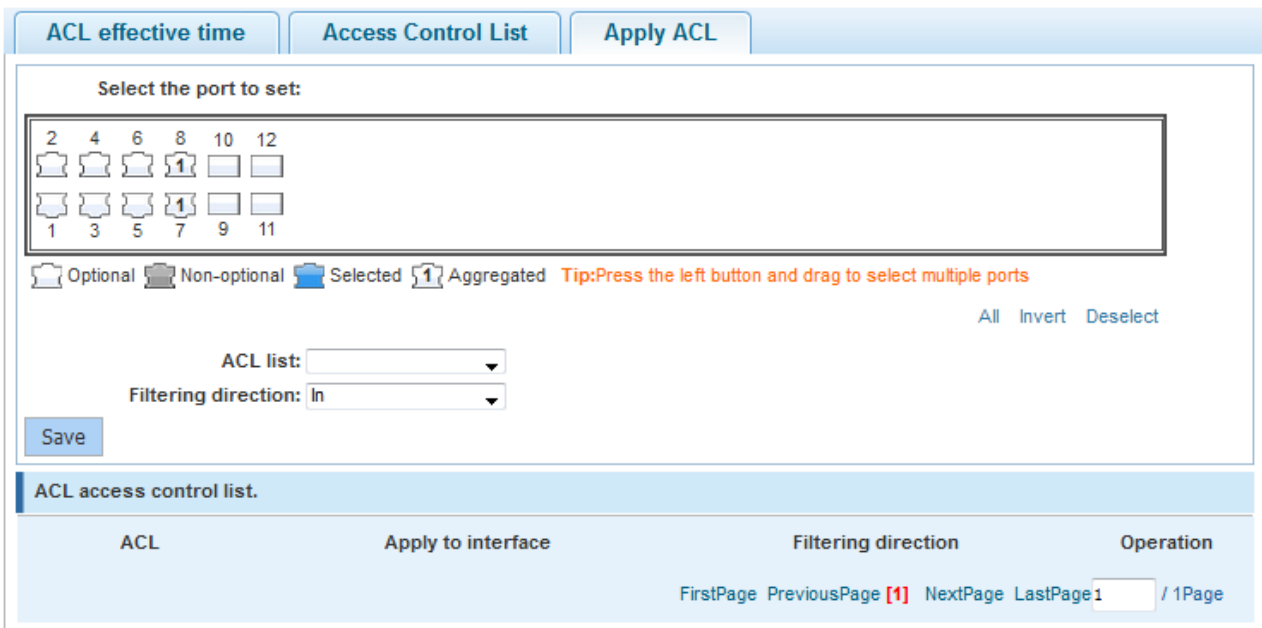 ACL effective time Access Control List Apply ACL
Select the port to set:
2 4 6 8 10 12
1
1
1 3 5 7 9 11
Optional Non-optional Selected 1 Aggregated Tip:Press the left button and drag to select multiple ports
All Invert Deselect
ACL list:
Filtering direction: In
Save
ACL access control list.
ACL Apply to interface Filtering direction Operation
FirstPage PreviousPage [1] NextPage LastPage 1 / 1Page